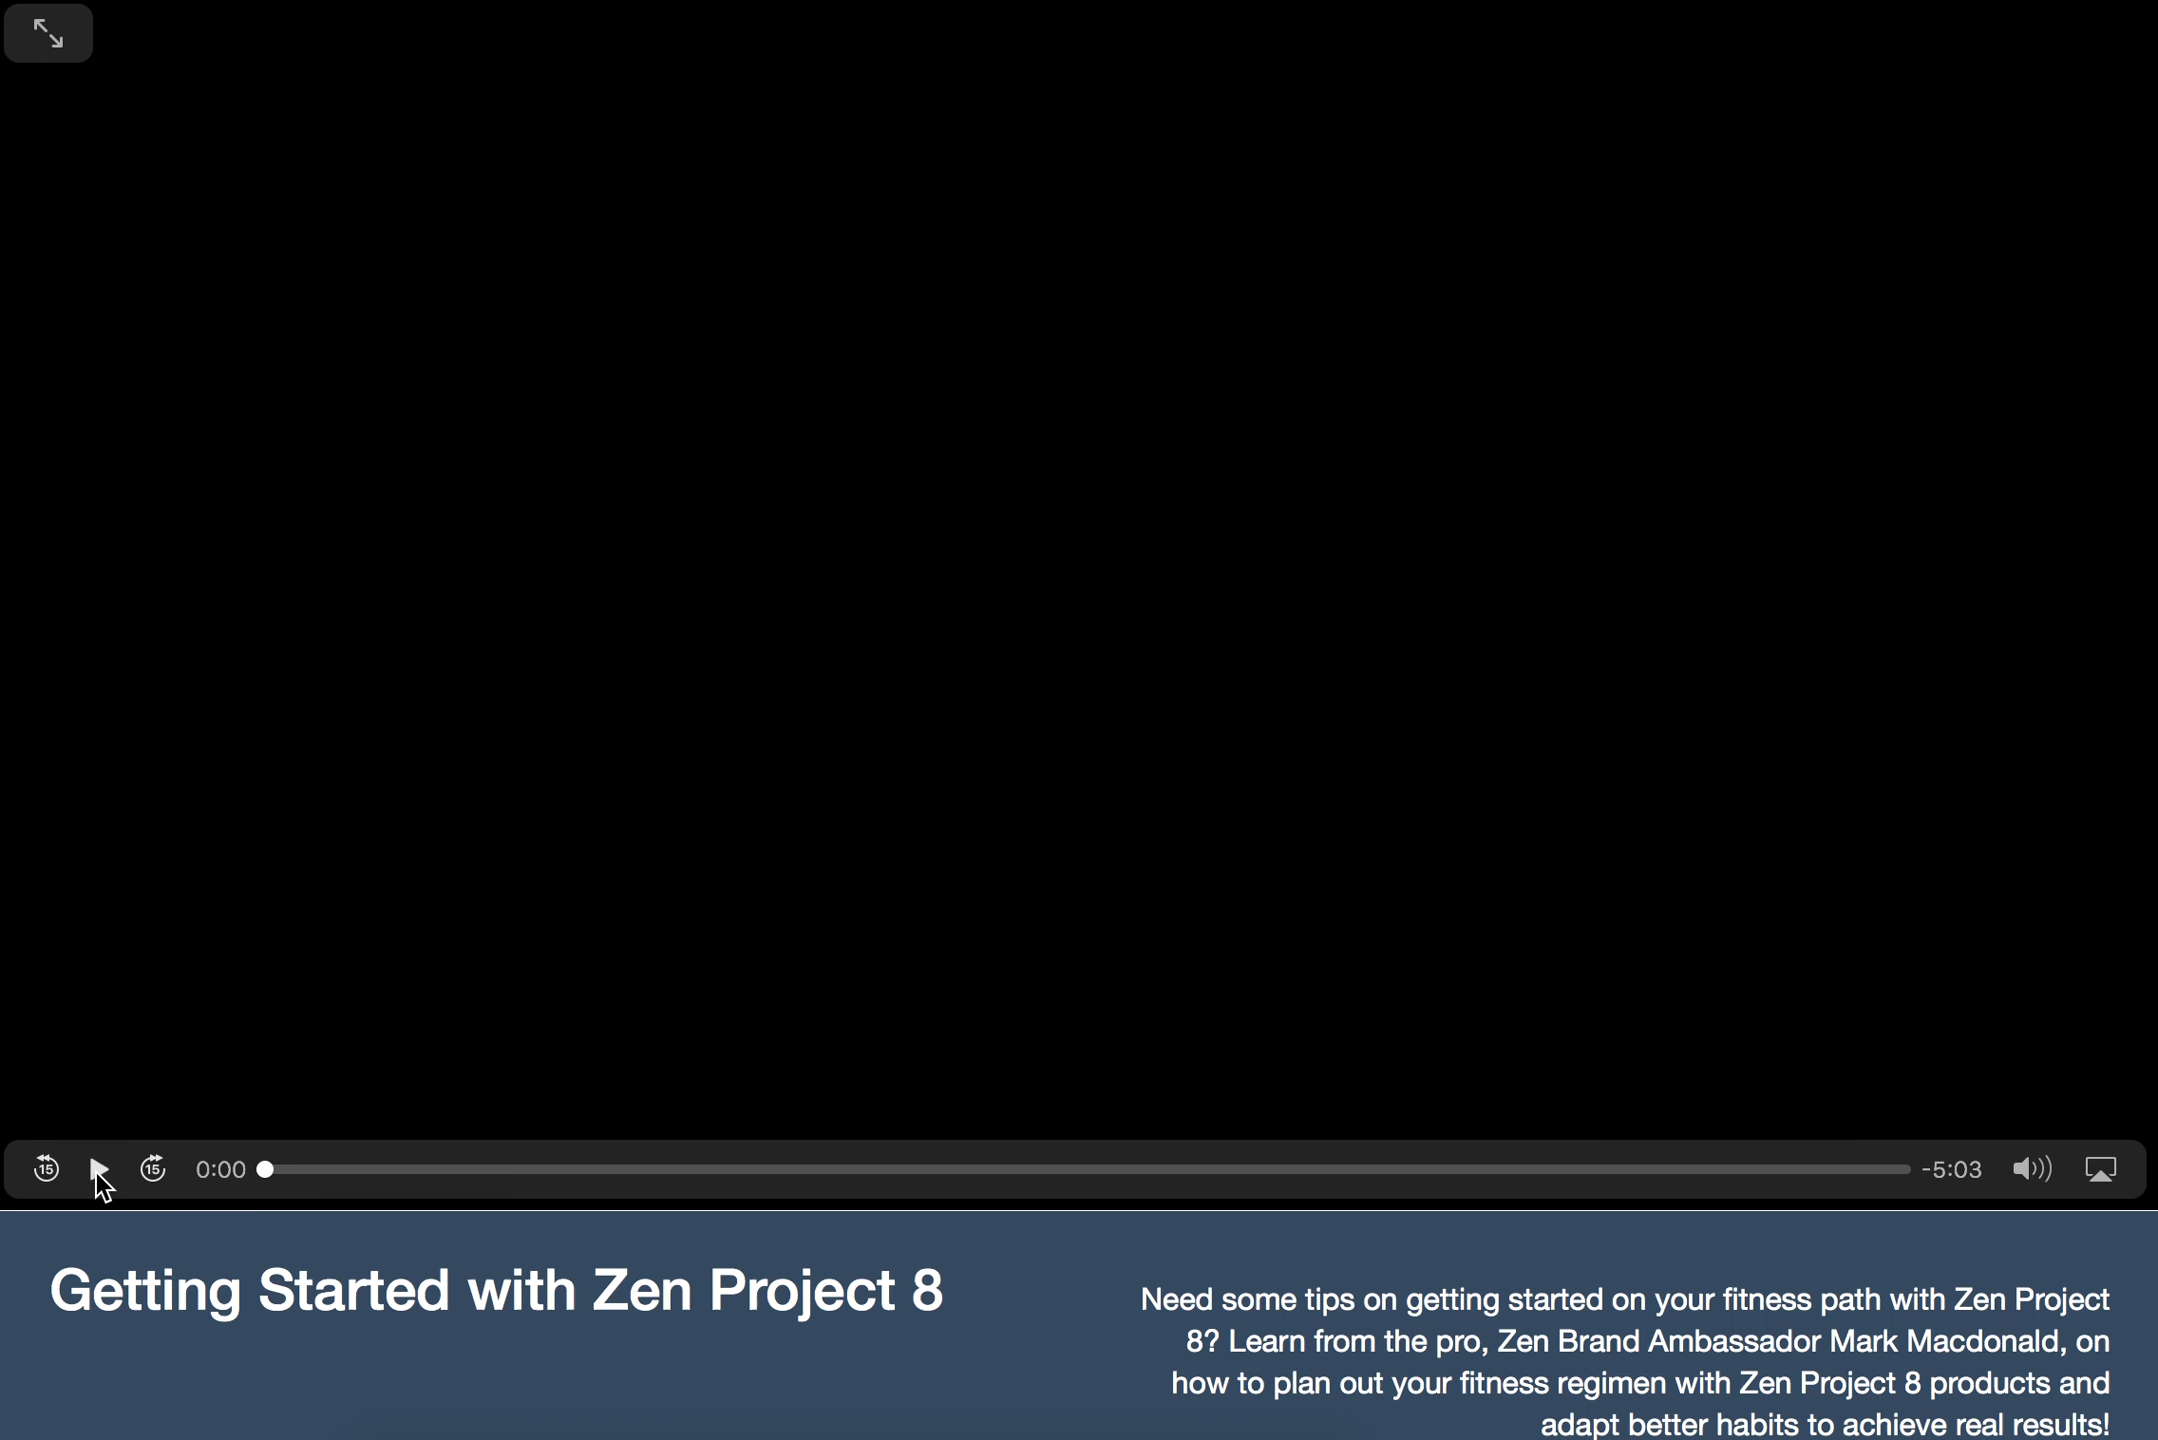 15
15
0:00
-5:03
Getting Started with Zen Project 8
Need some tips on getting started on your fitness path with Zen Project
8? Learn from the pro, Zen Brand Ambassador Mark Macdonald, on
how to plan out your fitness regimen with Zen Project 8 products and
adapt better habits to achieve real results!